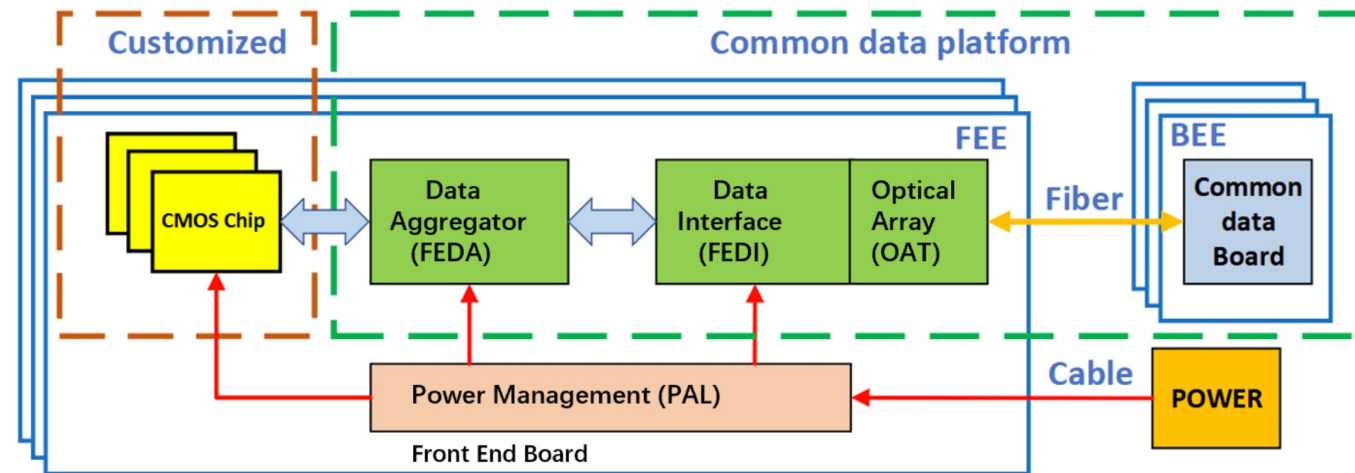 Customized
Common data platform
FEE
BEE
CMOS Chip
Data
Aggregator
(FEDA)
Data
Interface
(FEDI)
Optical
Array
(OAT)
Fiber
Common
data
Board
Power Management (PAL)
Cable
POWER
Front End Board